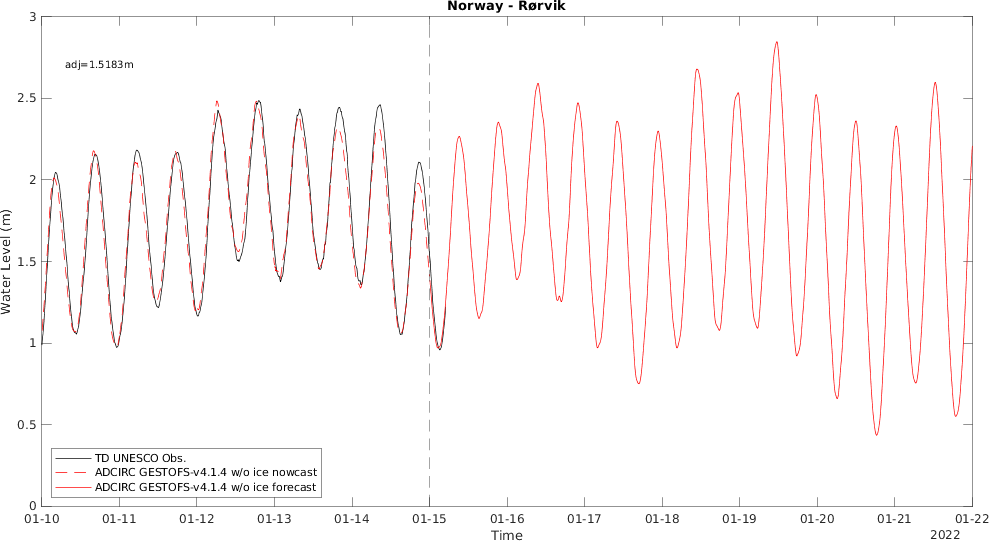 Norway - Rørvik
adj=1.5183m
3
2.5
2
1.5
1
0.5
0
Water Level (m)
TD UNESCO Obs.
ADCIRC GESTOFS-v4.1.4 w/o ice nowcast
ADCIRC GESTOFS-v4.1.4 w/o ice forecast
01-10 01-11 01-12 01-13 01-14 01-15 01-16 01-17 01-18 01-19 01-20 01-21 01-22
Time
2022